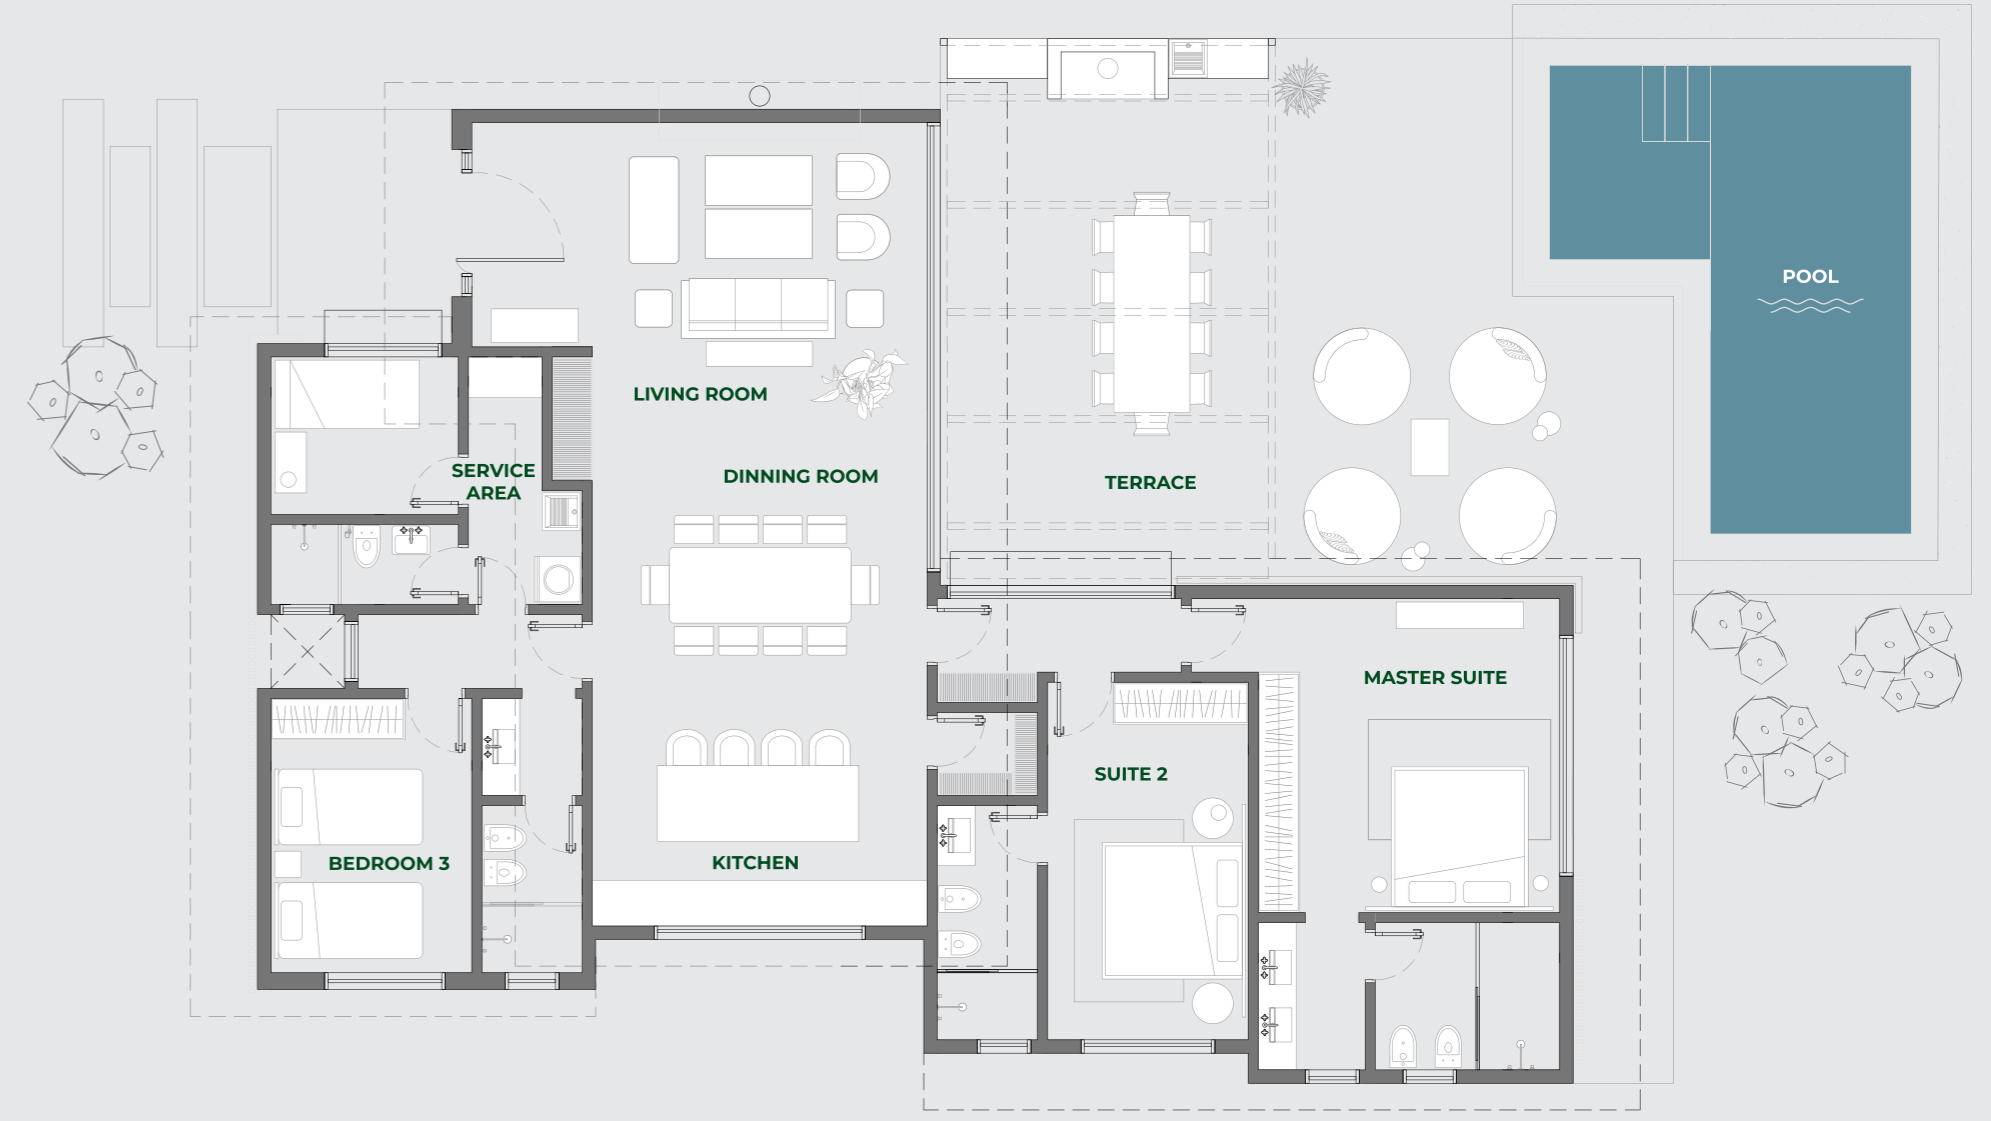 POOL
LIVING ROOM
SERVICE
AREA
DINNING ROOM
TERRACE
MASTER SUITE
SUITE 2
BEDROOM 3
KITCHEN